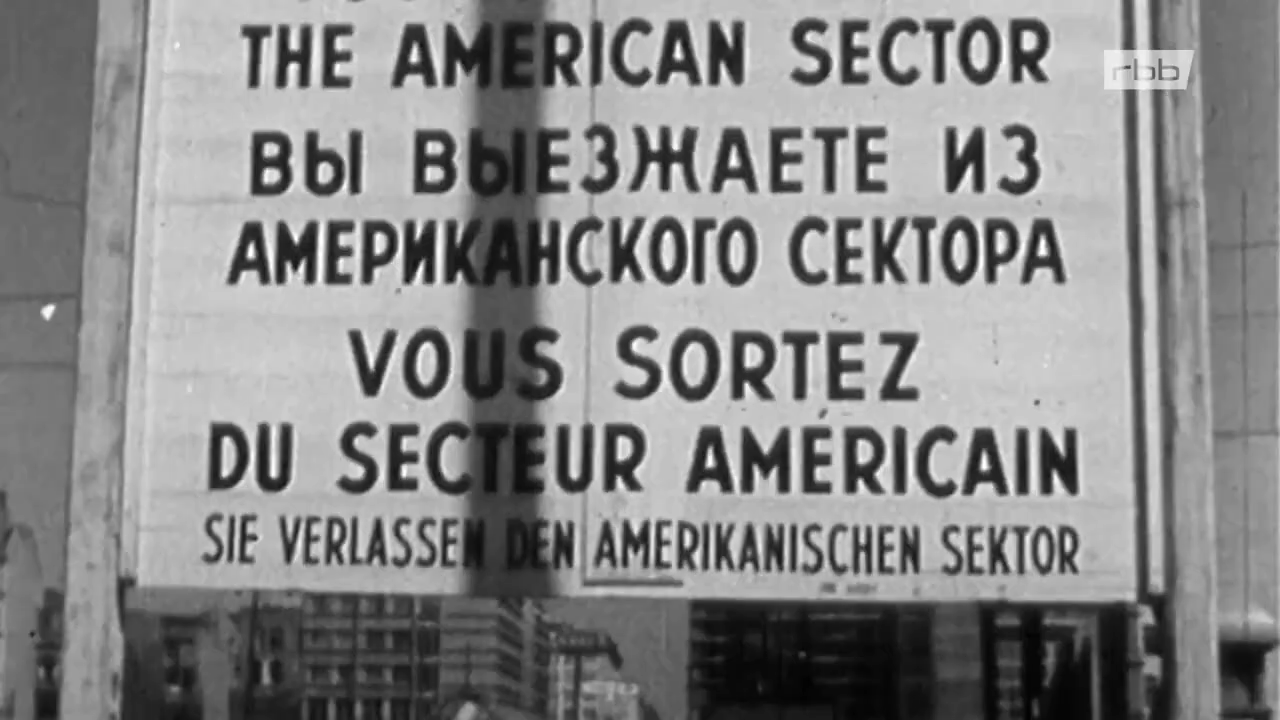 THE AMERICAN SECTOR
rbb
ВЫ ВЫЕЗЖАЕТЕ ИЗ
АМЕРИКАНСКОГО СЕКТОРА
VOUS SORTEZ
DU SECTEUR AMÉRICAIN
SIE VERLASSEN DEN AMERIKANISCHEN SEKTOR